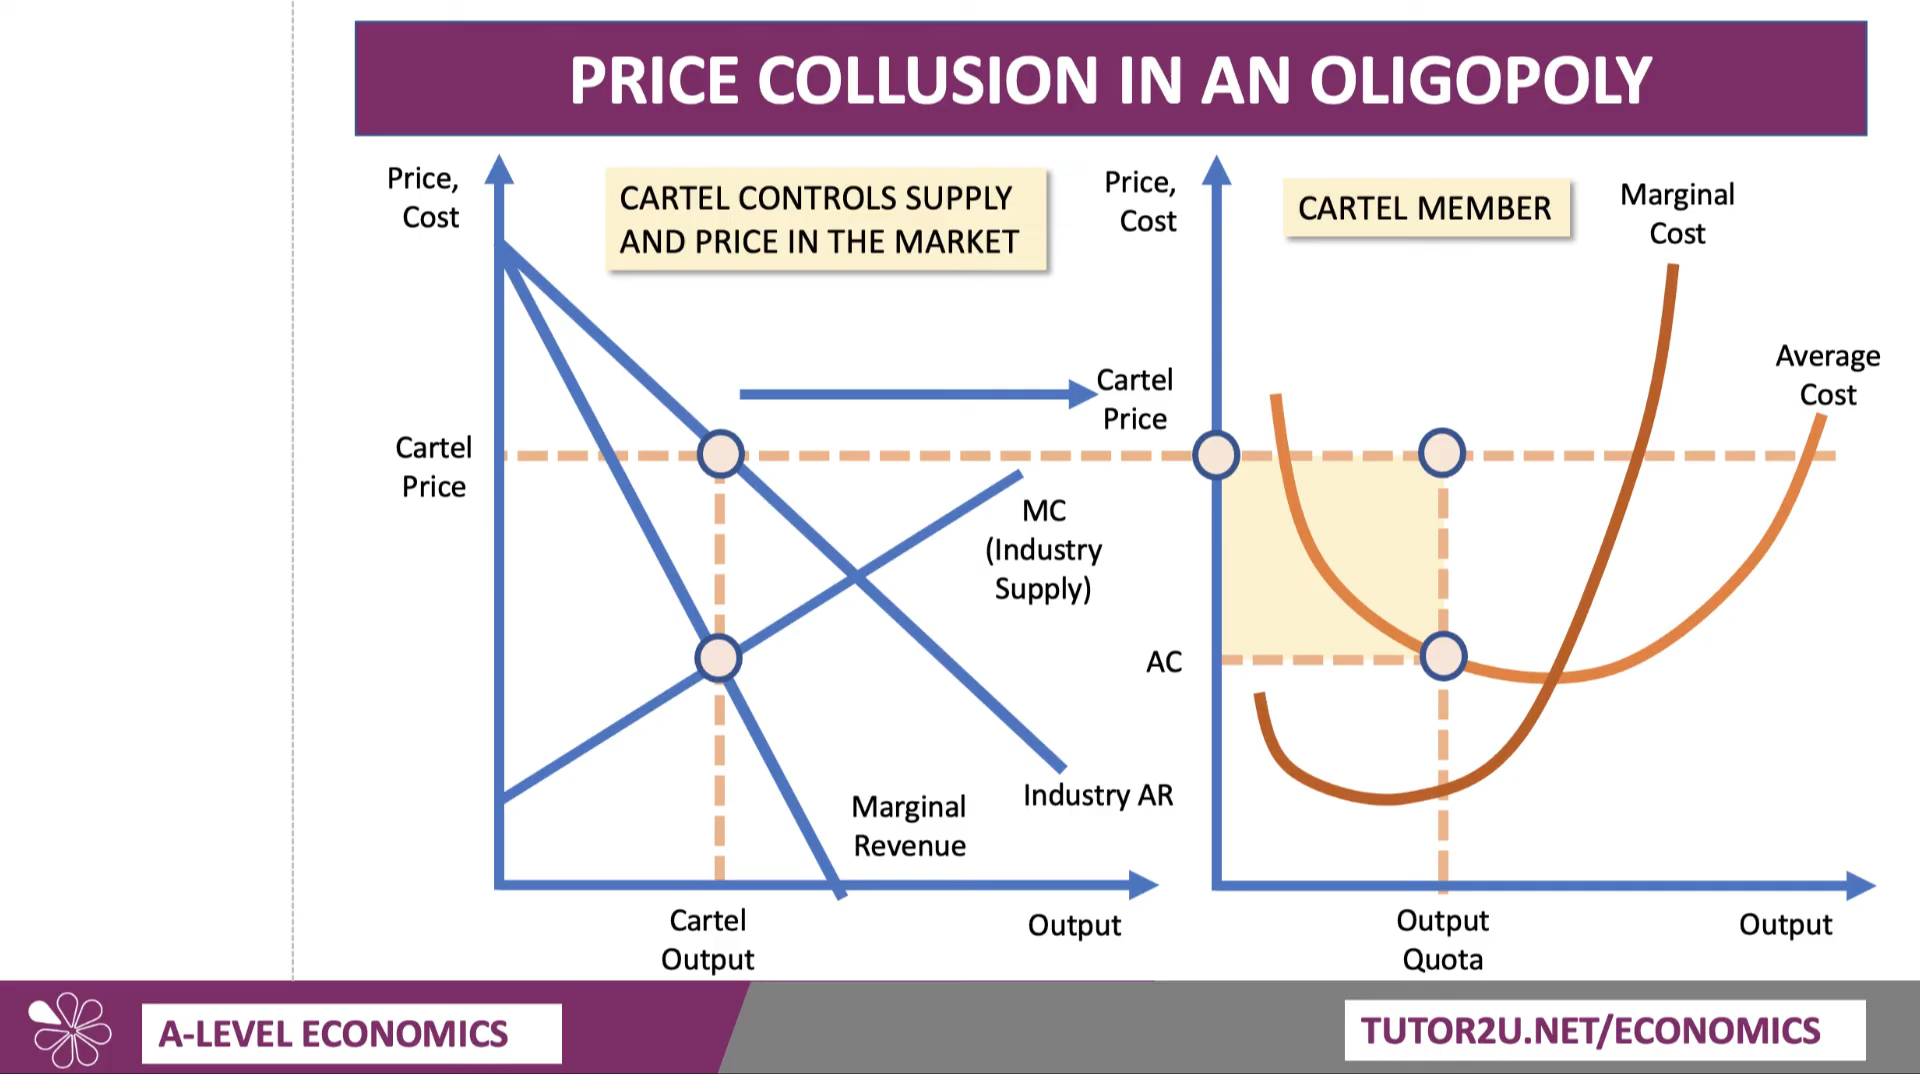 PRICE COLLUSION IN AN OLIGOPOLY
Price,
Cost
CARTEL CONTROLS SUPPLY
AND PRICE IN THE MARKET
Cartel
Price
MC
(Industry
Supply)
Industry AR
Marginal
Revenue
Cartel
Output
Output
Price,
Cost
CARTEL MEMBER
Marginal
Cost
Average
Cost
Cartel
Price
AC
Output
Quota
Output
A-LEVEL ECONOMICS
TUTOR2U.NET/ECONOMICS